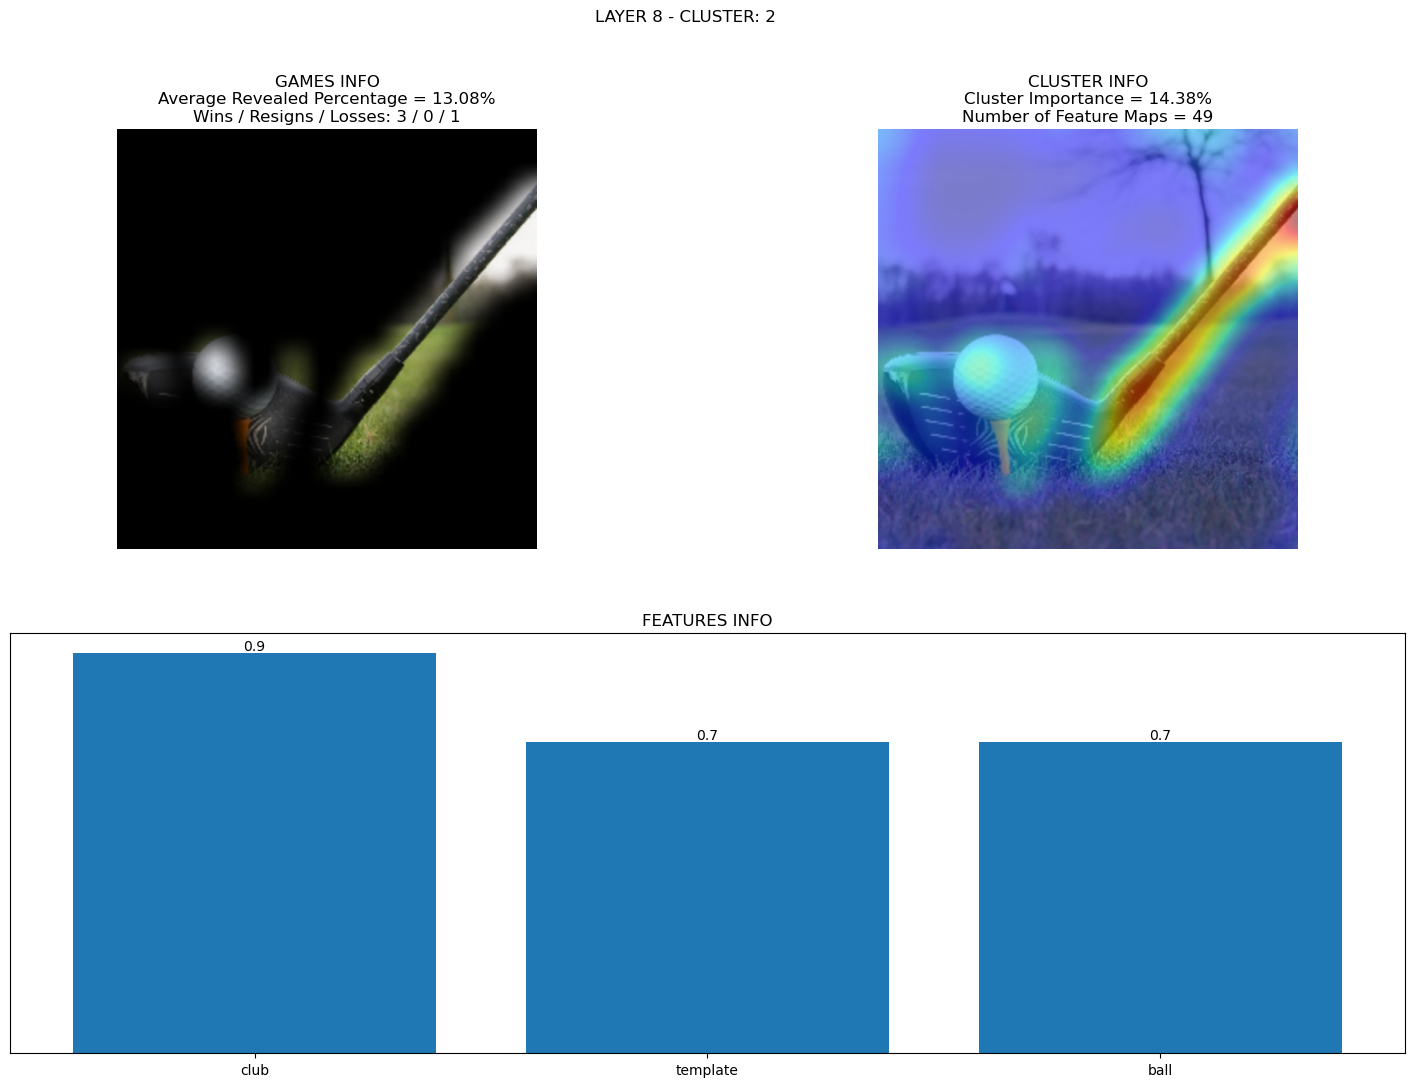 LAYER 8 - CLUSTER: 2
GAMES INFO
Average Revealed Percentage = 13.08%
Wins / Resigns / Losses: 3 / 0 / 1
CLUSTER INFO
Cluster Importance = 14.38%
Number of Feature Maps = 49
FEATURES INFO
0.9
0.7
0.7
club
template
ball